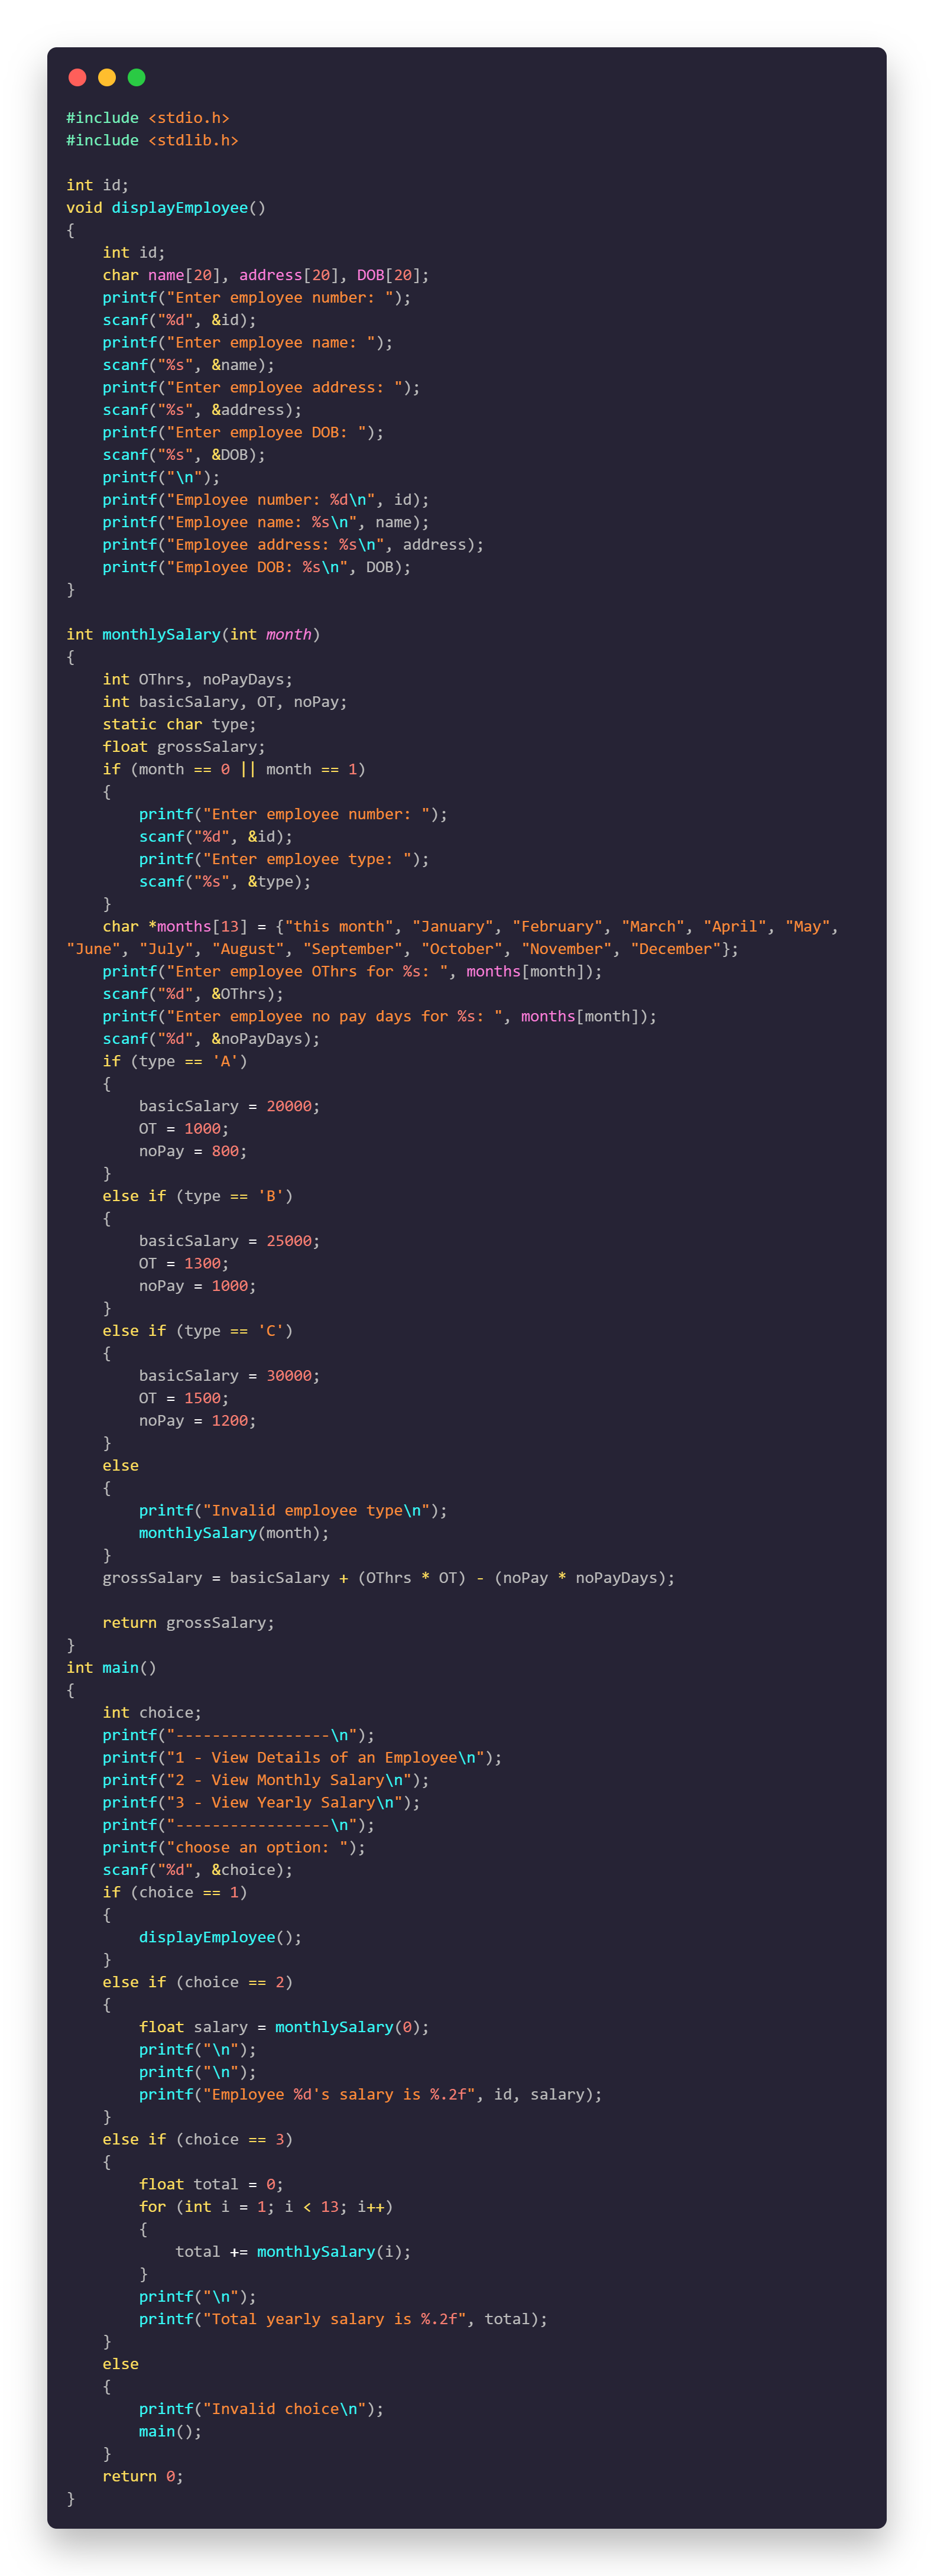 #include <stdio.h>
#include <stdlib.h>

int id;
void displayEmployee()
{
    int id;
    char name[20], address[20], DOB[20];
    printf("Enter employee number: ");
    scanf("%d", &id);
    printf("Enter employee name: ");
    scanf("%s", &name);
    printf("Enter employee address: ");
    scanf("%s", &address);
    printf("Enter employee DOB: ");
    scanf("%s", &DOB);
    printf("\n");
    printf("Employee number: %d\n", id);
    printf("Employee name: %s\n", name);
    printf("Employee address: %s\n", address);
    printf("Employee DOB: %s\n", DOB);
}

int monthlySalary(int month)
{
    int OThrs, noPayDays;
    int basicSalary, OT, noPay;
    static char type;
    float grossSalary;
    if (month == 0 || month == 1)
    {
        printf("Enter employee number: ");
        scanf("%d", &id);
        printf("Enter employee type: ");
        scanf("%s", &type);
    }
    char *months[13] = {"this month", "January", "February", "March", "April", "May",
"June", "July", "August", "September", "October", "November", "December"};
    printf("Enter employee OThrs for %s: ", months[month]);
    scanf("%d", &OThrs);
    printf("Enter employee no pay days for %s: ", months[month]);
    scanf("%d", &noPayDays);
    if (type == 'A')
    {
        basicSalary = 20000;
        OT = 1000;
        noPay = 800;
    }
    else if (type == 'B')
    {
        basicSalary = 25000;
        OT = 1300;
        noPay = 1000;
    }
    else if (type == 'C')
    {
        basicSalary = 30000;
        OT = 1500;
        noPay = 1200;
    }
    else
    {
        printf("Invalid employee type\n");
        monthlySalary(month);
    }
    grossSalary = basicSalary + (OThrs * OT) - (noPay * noPayDays);

    return grossSalary;
}
int main()
{
    int choice;
    printf("-----------------\n");
    printf("1 - View Details of an Employee\n");
    printf("2 - View Monthly Salary\n");
    printf("3 - View Yearly Salary\n");
    printf("-----------------\n");
    printf("choose an option: ");
    scanf("%d", &choice);
    if (choice == 1)
    {
        displayEmployee();
    }
    else if (choice == 2)
    {
        float salary = monthlySalary(0);
        printf("\n");
        printf("\n");
        printf("Employee %d's salary is %.2f", id, salary);
    }
    else if (choice == 3)
    {
        float total = 0;
        for (int i = 1; i < 13; i++)
        {
            total += monthlySalary(i);
        }
        printf("\n");
        printf("Total yearly salary is %.2f", total);
    }
    else
    {
        printf("Invalid choice\n");
        main();
    }
    return 0;
}